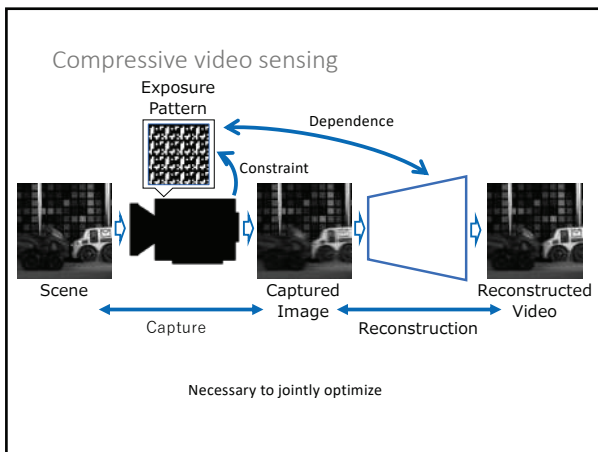 Compressive video sensing
Exposure
Pattern
Dependence
Constraint
Scene
Captured
Image
Reconstructed
Video
Capture
Reconstruction
Necessary to jointly optimize